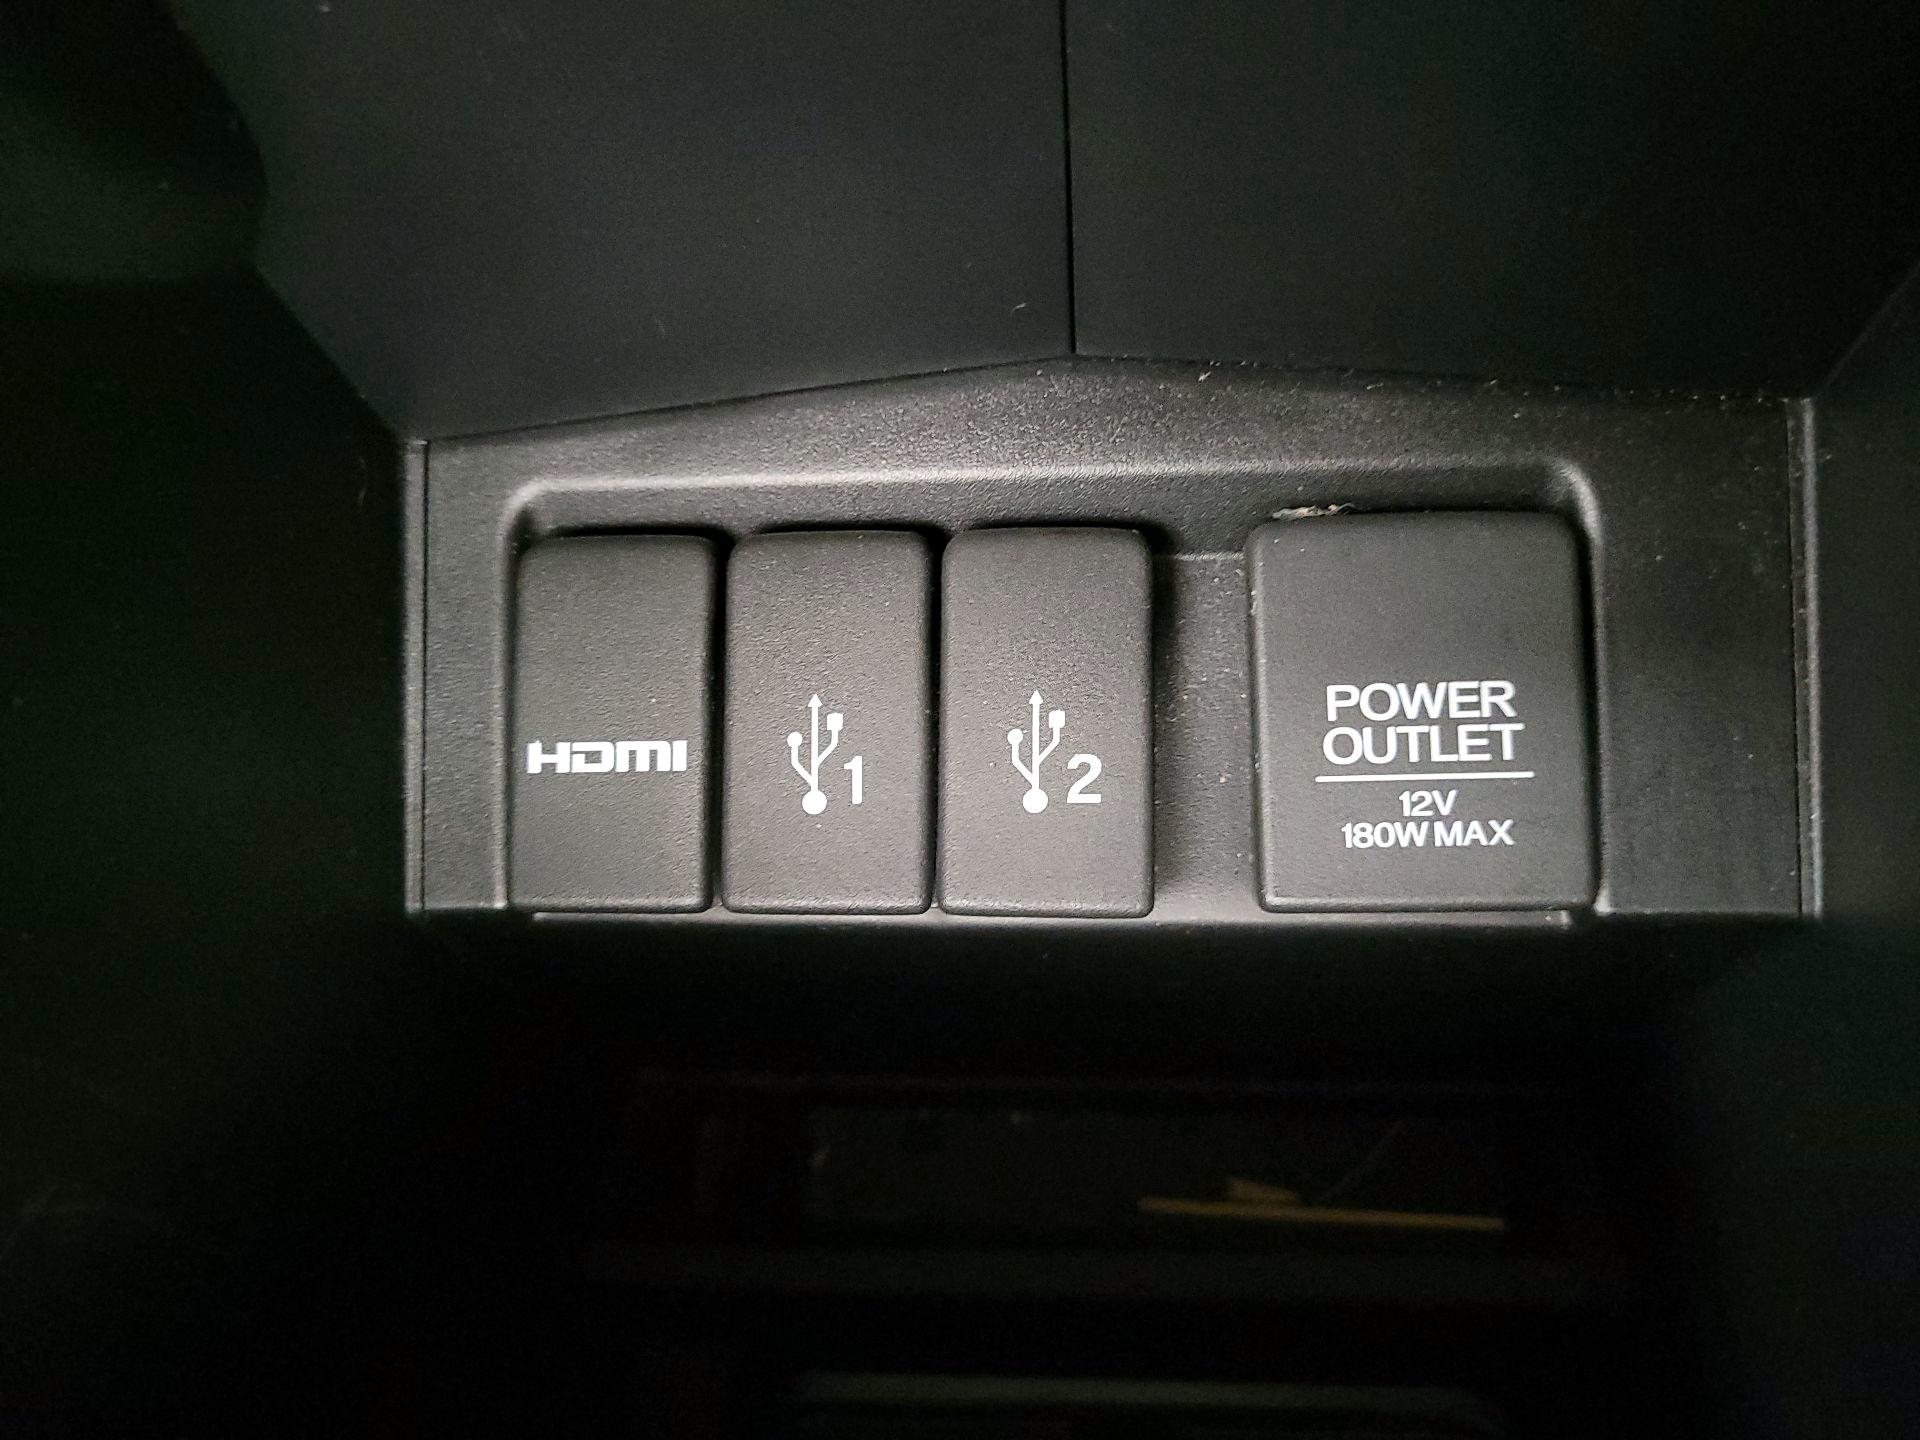 HDMI
1
2
POWER
OUTLET
12V
180W MAX